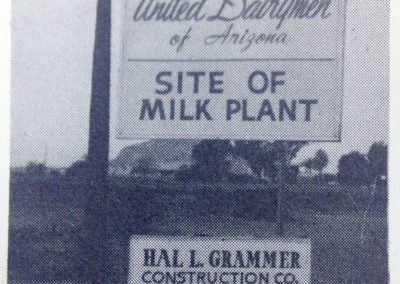 United Dairymen
of Arizona
SITE OF
MILK PLANT
HAL L. GRAMMER
CONSTRUCTION CO.